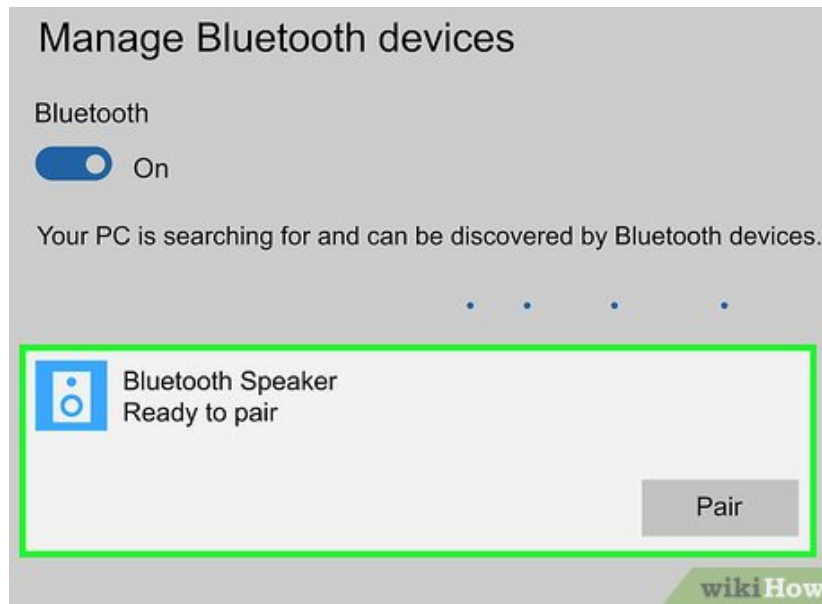 Manage Bluetooth devices
Bluetooth
On
Your PC is searching for and can be discovered by Bluetooth devices.
Bluetooth Speaker
Ready to pair
Pair
wikiHow